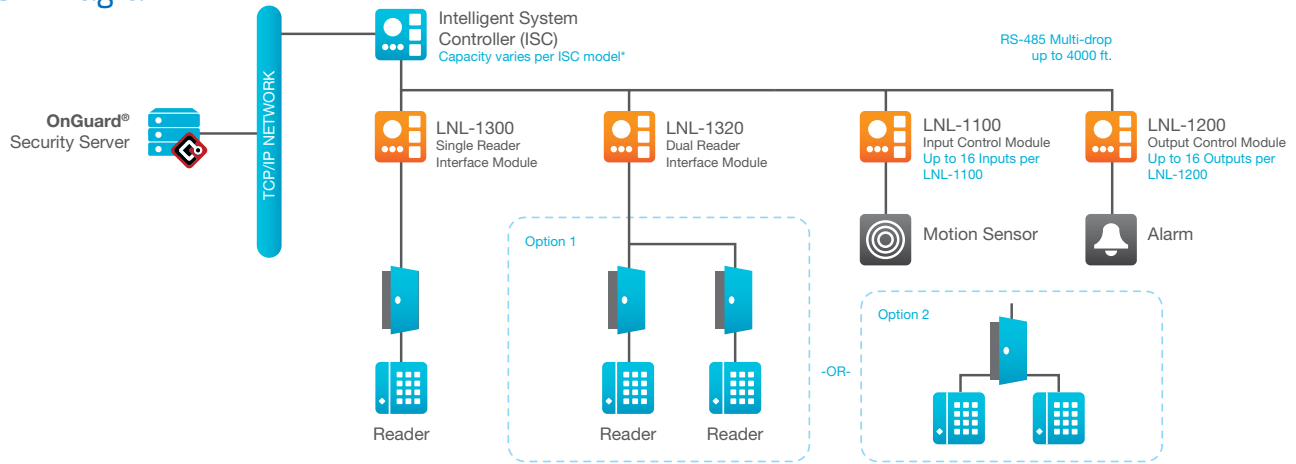 Intelligent System
Controller (ISC)
Capacity varies per ISC model*
RS-485 Multi-drop
up to 4000 ft.
TCP/IP NETWORK
OnGuard®
Security Server
LNL-1300
Single Reader
Interface Module
LNL-1320
Dual Reader
Interface Module
LNL-1100
Input Control Module
Up to 16 Inputs per
LNL-1100
LNL-1200
Output Control Module
Up to 16 Outputs per
LNL-1200
Motion Sensor
Alarm
Option 1
Option 2
-OR-
Reader
Reader
Reader